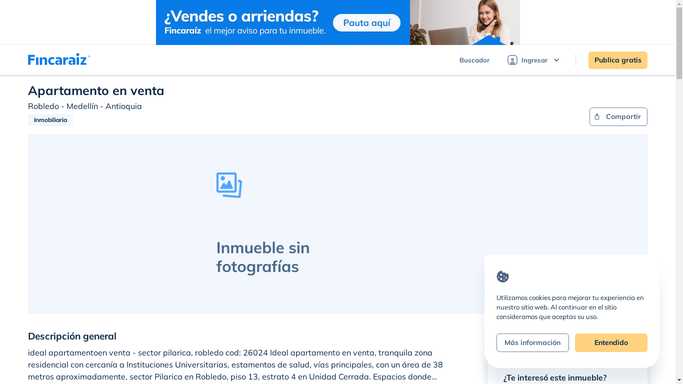 ¿Vendes o arriendas?
Fincaraíz el mejor aviso para tu inmueble.
Pauta aquí
Fincaraíz
Buscador
Ingresar
Publica gratis
Apartamento en venta
Robledo - Medellín - Antioquia
Inmobiliaria
Compartir
Inmueble sin
fotografías
Utilizamos cookies para mejorar tu experiencia en
nuestro sitio web. Al continuar en el sitio
consideramos que aceptas su uso.
Más información
Entendido
Descripción general
ideal apartamentoen venta - sector pilarica, robledo cod: 26024 Ideal apartamento en venta, tranquila zona
residencial con cercanía a Instituciones Universitarias, estamentos de salud, vías principales, con un área de 38
metros aproximadamente, sector Pilarica en Robledo, piso 13, estrato 4 en Unidad Cerrada. Espacios donde...
¿Te interesó este inmueble?